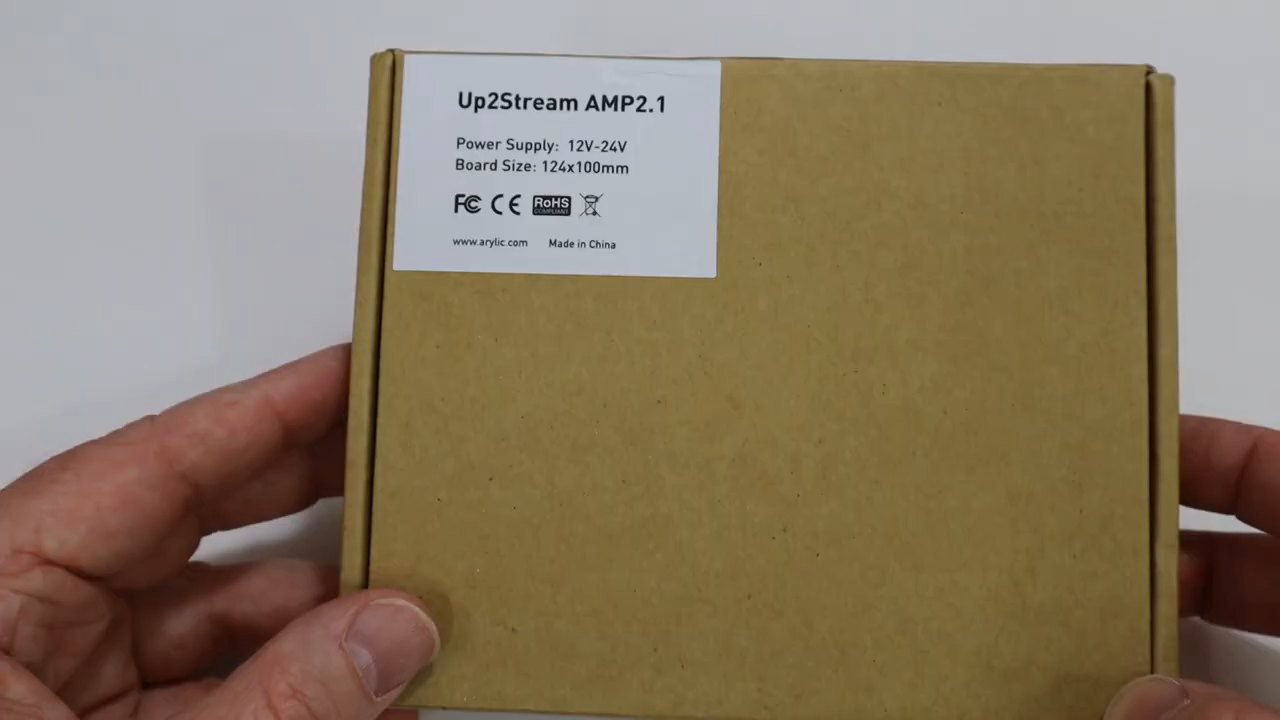 Up2Stream AMP2.1
Power Supply: 12V-24V
Board Size: 124x100mm
FC CE RoHS
COMPLIANT
www.arylic.com Made in China